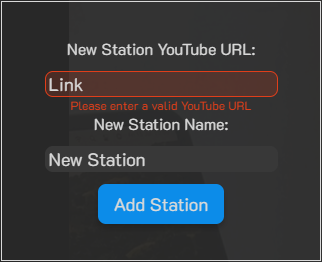 New Station YouTube URL:
Link
Please enter a valid YouTube URL
New Station Name:
New Station
Add Station